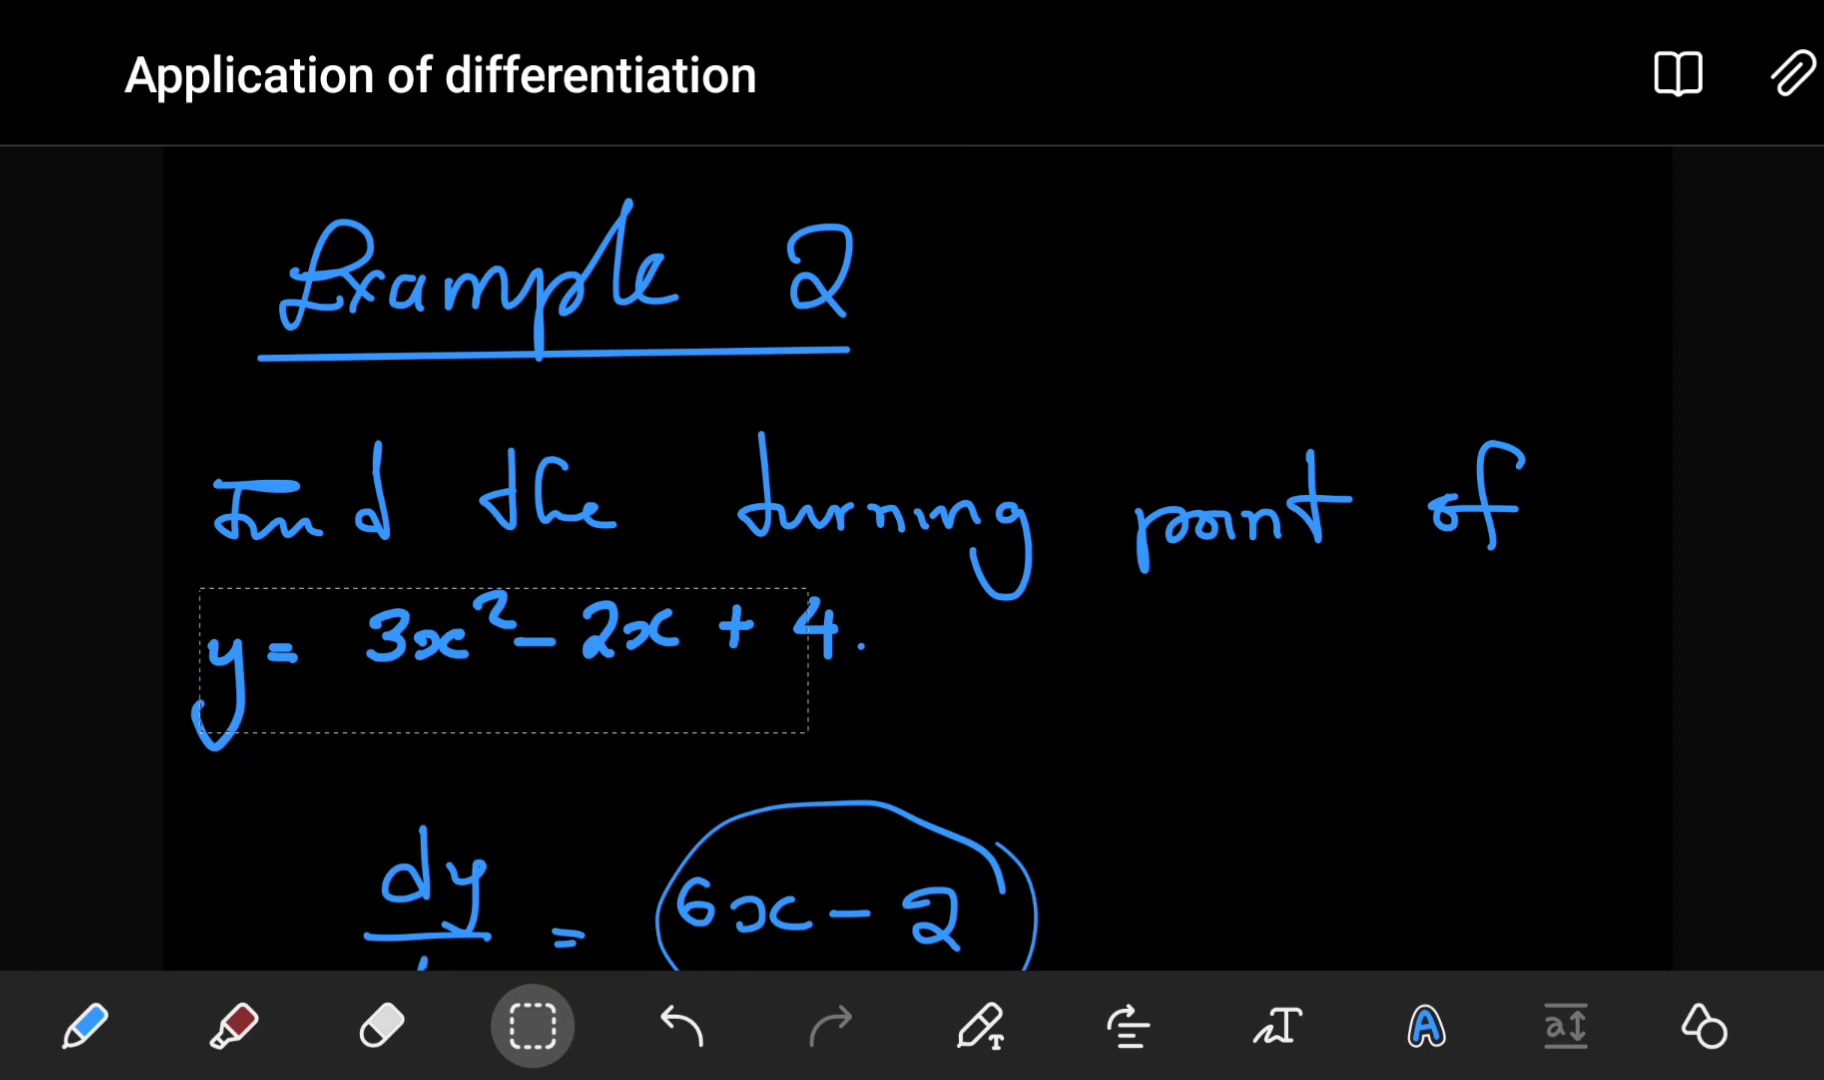 Application of differentiation
Example 2
Find the turning point of
y = 3x² - 2x + 4.
dy
= 6x - 2